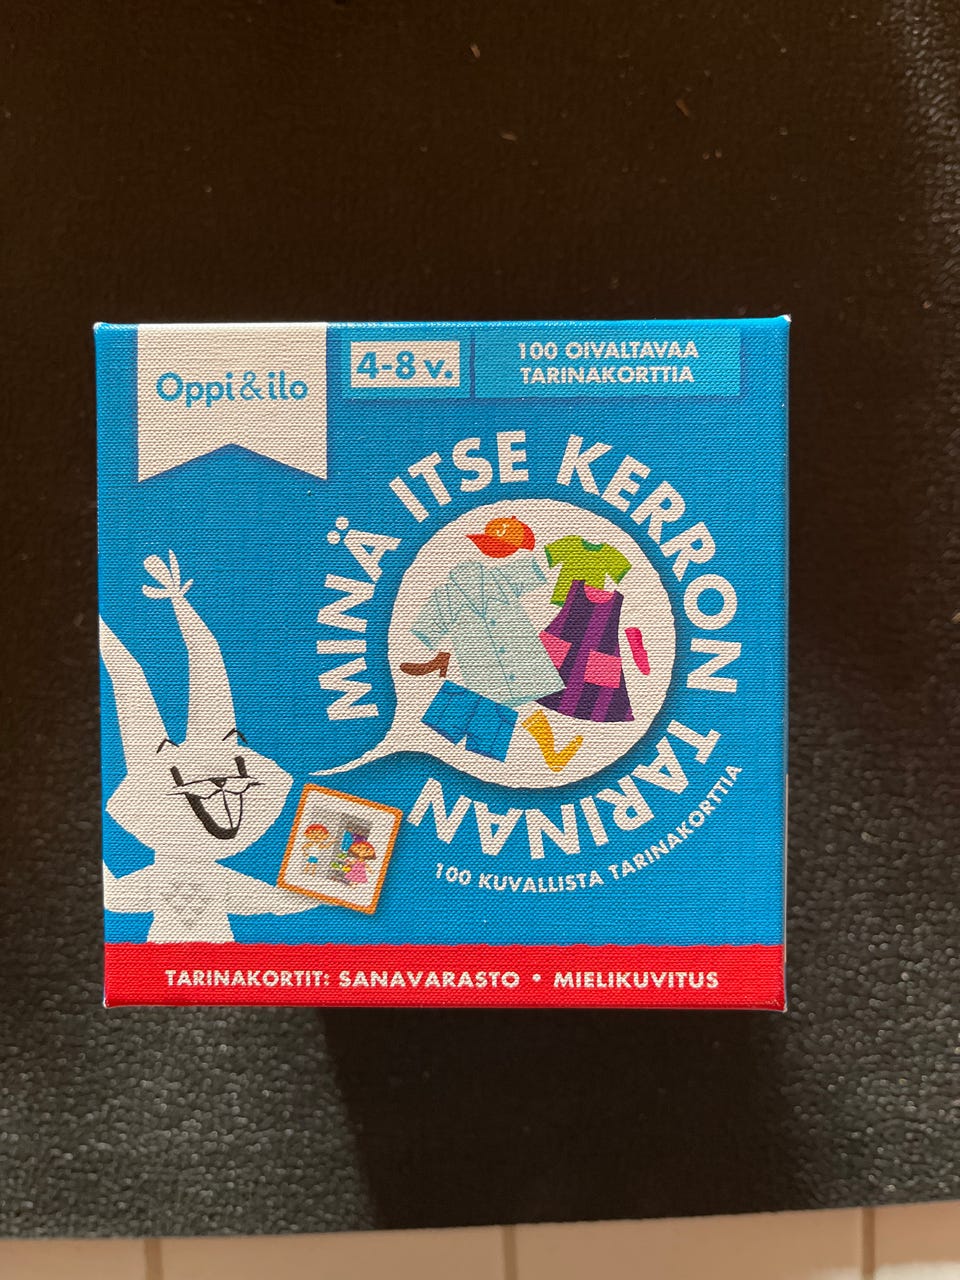 Oppi&ilo
4-8 v.
100 OIVALTAVAA
TARINAKORTTIA
MINÄ ITSE KERRON TARINAN
100 KUVALLISTA TARINAKORTTIA
TARINAKORTIT: SANAVARASTO • MIELIKUVITUS